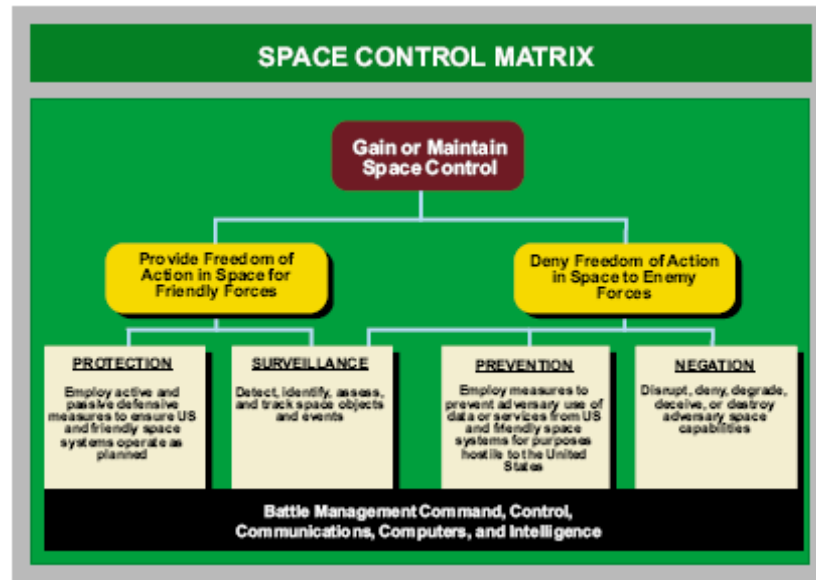 SPACE CONTROL MATRIX
Gain or Maintain
Space Control
Provide Freedom of
Action in Space for
Friendly Forces
Deny Freedom of Action
in Space to Enemy
Forces
PROTECTION
Employ active and
passive defensive
measures to ensure US
and friendly space
systems operate as
planned
SURVEILLANCE
Detect, identify, assess,
and track space objects
and events
PREVENTION
Employ measures to
prevent adversary use of
data or services from US
and friendly space
systems for purposes
hostile to the United
States
NEGATION
Disrupt, deny, degrade,
deceive, or destroy
adversary space
capabilities
Battle Management Command, Control,
Communications, Computers, and Intelligence